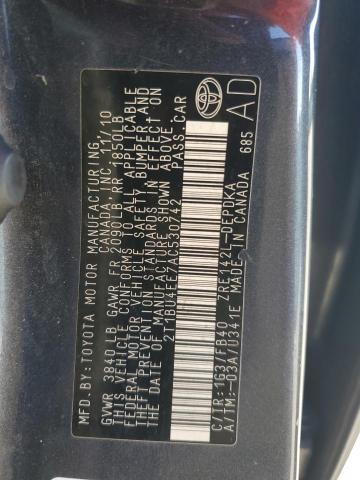 MFD.BY:TOYOTA MOTOR MANUFACTURING,
CANADA, INC. 11/10
GVWR 3840LB GAWR FR 2090LB,RR 1850LB
THIS VEHICLE CONFORMS TO ALL APPLICABLE
FEDERAL MOTOR VEHICLE SAFETY,BUMPER,AND
THEFT PREVENTION STANDARDS IN EFFECT ON
THE DATE OF MANUFACTURE SHOWN ABOVE.
2T1BU4EE7AC530742 PASS.CAR
C/TR:1G3/FB40 ZRE142L-DEPDKA
A/TM:-03A/U341E MADE IN CANADA
685
AD